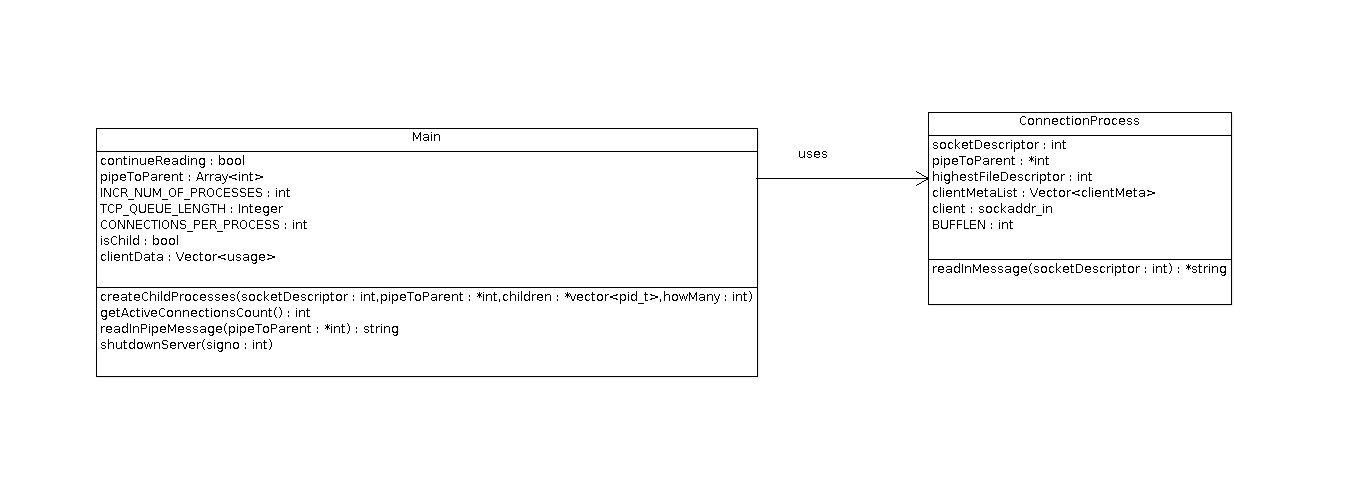 Main
continueReading : bool
pipeToParent : Array<int>
INCR_NUM_OF_PROCESSES : int
TCP_QUEUE_LENGTH : Integer
CONNECTIONS_PER_PROCESS : int
isChild : bool
clientData : Vector<usage>
createChildProcesses(socketDescriptor : int,pipeToParent : *int,children : *vector<pid_t>,howMany : int)
getActiveConnectionsCount() : int
readInPipeMessage(pipeToParent : *int) : string
shutdownServer(signo : int)
uses
ConnectionProcess
socketDescriptor : int
pipeToParent : *int
highestFileDescriptor : int
clientMetaList : Vector<clientMeta>
client : sockaddr_in
BUFFLEN : int
readInMessage(socketDescriptor : int) : *string